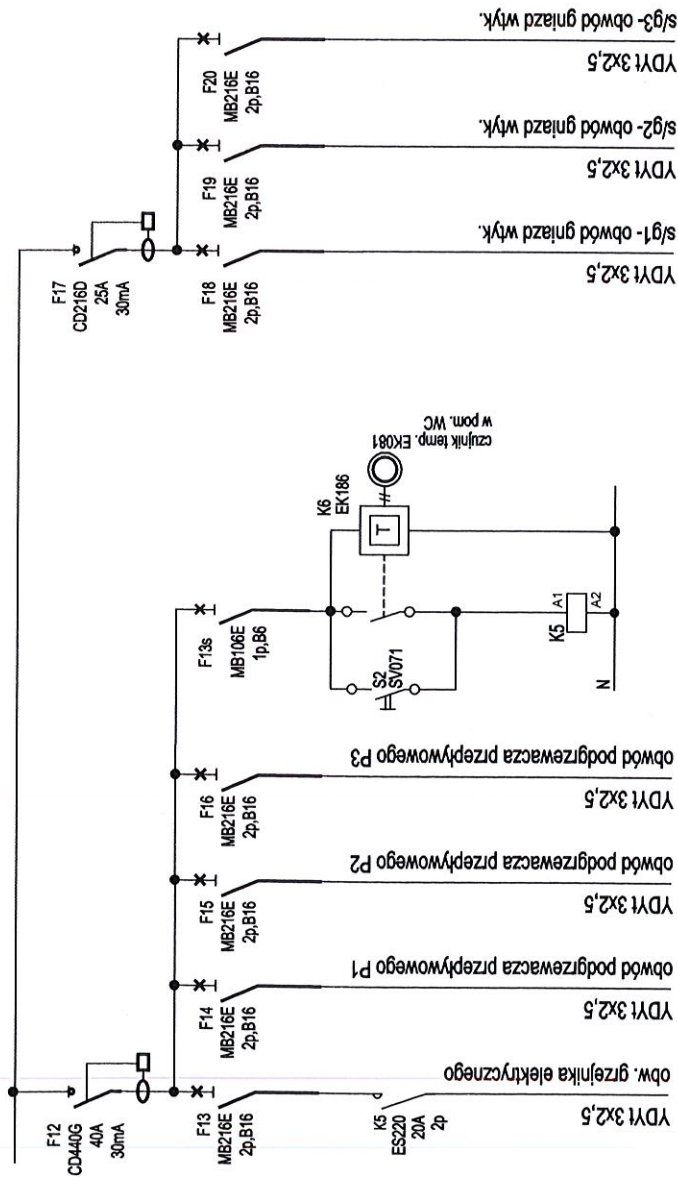 F12
CD440G
40A
30mA
F13
MB216E
2p,B16
K5
ES220
20A
2p
YDYt 3x2,5
obw. grzejnika elektrycznego
F14
MB216E
2p,B16
YDYt 3x2,5
obwód podgrzewacza przepływowego P1
F15
MB216E
2p,B16
YDYt 3x2,5
obwód podgrzewacza przepływowego P2
F16
MB216E
2p,B16
YDYt 3x2,5
obwód podgrzewacza przepływowego P3
F13s
MB106E
1p,B6
S2
SV071
K6
EK186
T
czujnik temp. EK081
w pom. WC
K5
A1
A2
N
F17
CD216D
25A
30mA
F18
MB216E
2p,B16
YDYt 3x2,5
s/g1- obwód gniazd wtyk.
F19
MB216E
2p,B16
YDYt 3x2,5
s/g2- obwód gniazd wtyk.
F20
MB216E
2p,B16
YDYt 3x2,5
s/g3- obwód gniazd wtyk.